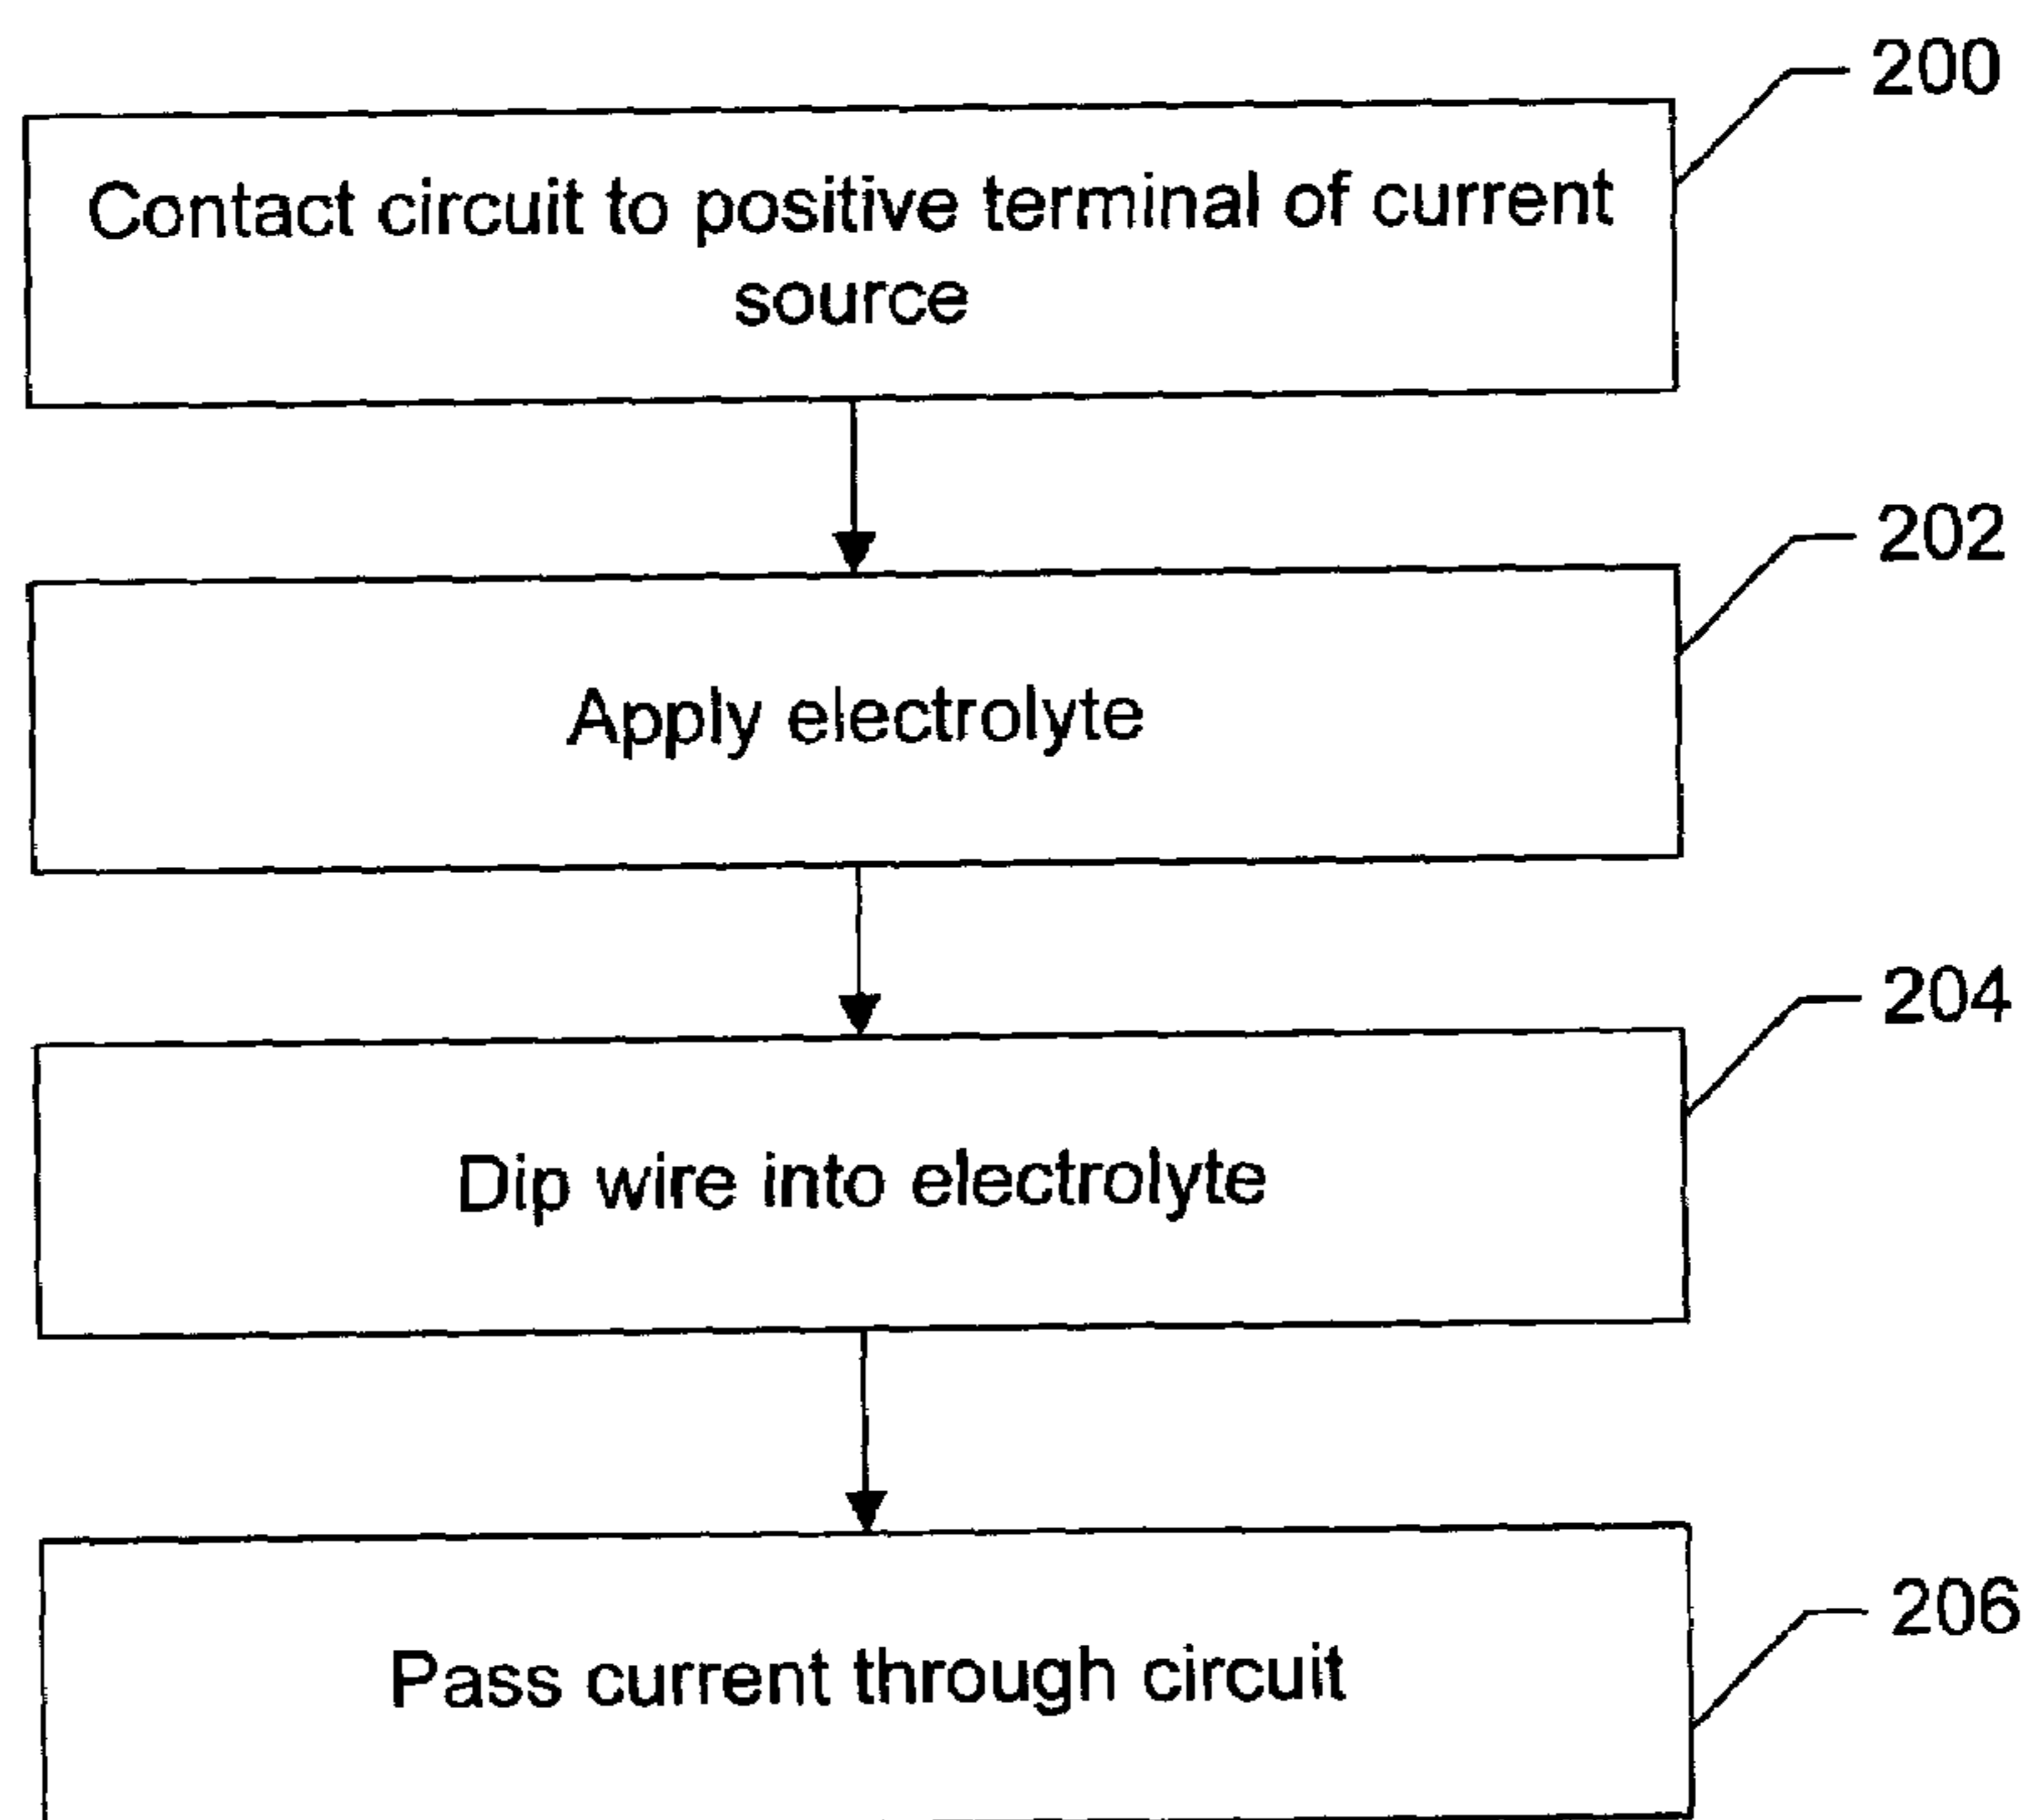 200
Contact circuit to positive terminal of current
source
202
Apply electrolyte
204
Dip wire into electrolyte
206
Pass current through circuit